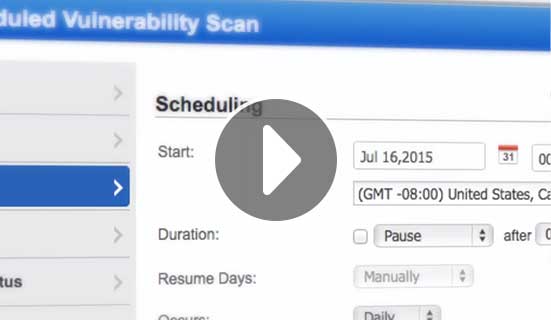 duled Vulnerability Scan
Scheduling
Start:
Jul 16,2015
31
00
(GMT -08:00) United States, Ca
Duration:
Pause
after
0
Resume Days:
Manually
tus
Occurs:
Daily